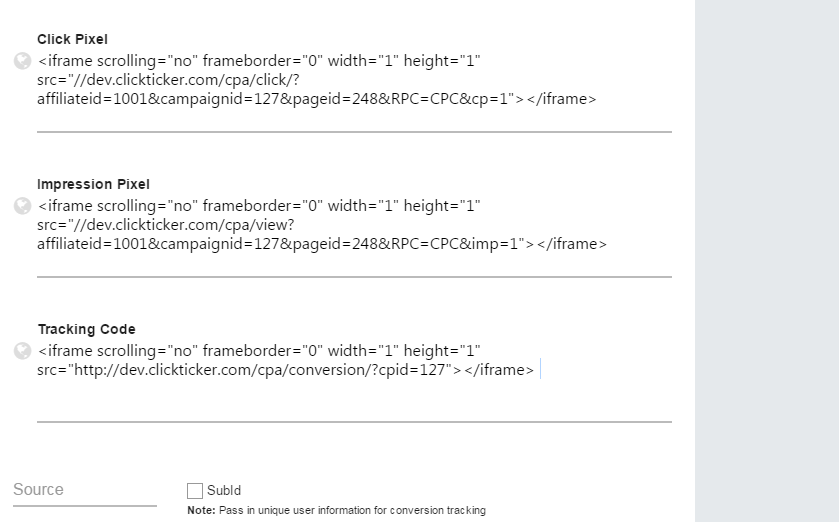 Click Pixel
<iframe scrolling="no" frameborder="0" width="1" height="1"
src="//dev.clickticker.com/cpa/click/?
affiliateid=1001&campaignid=127&pageid=248&RPC=CPC&cp=1"></iframe>
Impression Pixel
<iframe scrolling="no" frameborder="0" width="1" height="1"
src="//dev.clickticker.com/cpa/view?
affiliateid=1001&campaignid=127&pageid=248&RPC=CPC&imp=1"></iframe>
Tracking Code
<iframe scrolling="no" frameborder="0" width="1" height="1"
src="http://dev.clickticker.com/cpa/conversion/?cpid=127"></iframe>
Source
SubId
Note: Pass in unique user information for conversion tracking